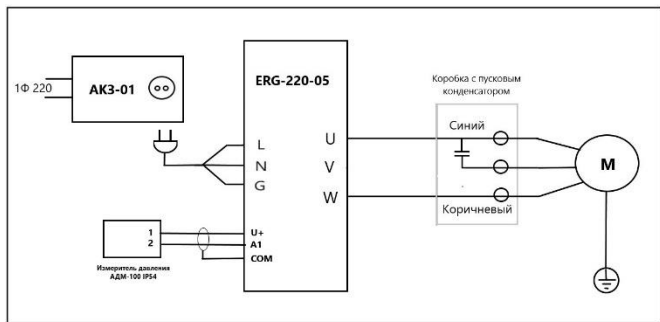 1Ф 220
АКЗ-01
ERG-220-05
Коробка с пусковым
конденсатором
Синий
L
N
G
U
V
W
М
Коричневый
1
2
U+
A1
COM
Измеритель давления
АДМ-100 IP54